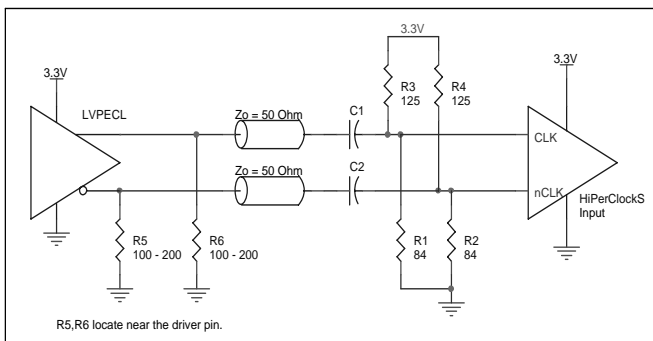 3.3V
R3
125
R4
125
3.3V
3.3V
LVPECL
Zo = 50 Ohm
C1
CLK
Zo = 50 Ohm
C2
nCLK
HiPerClockS
Input
R5
100 - 200
R6
100 - 200
R1
84
R2
84
R5,R6 locate near the driver pin.